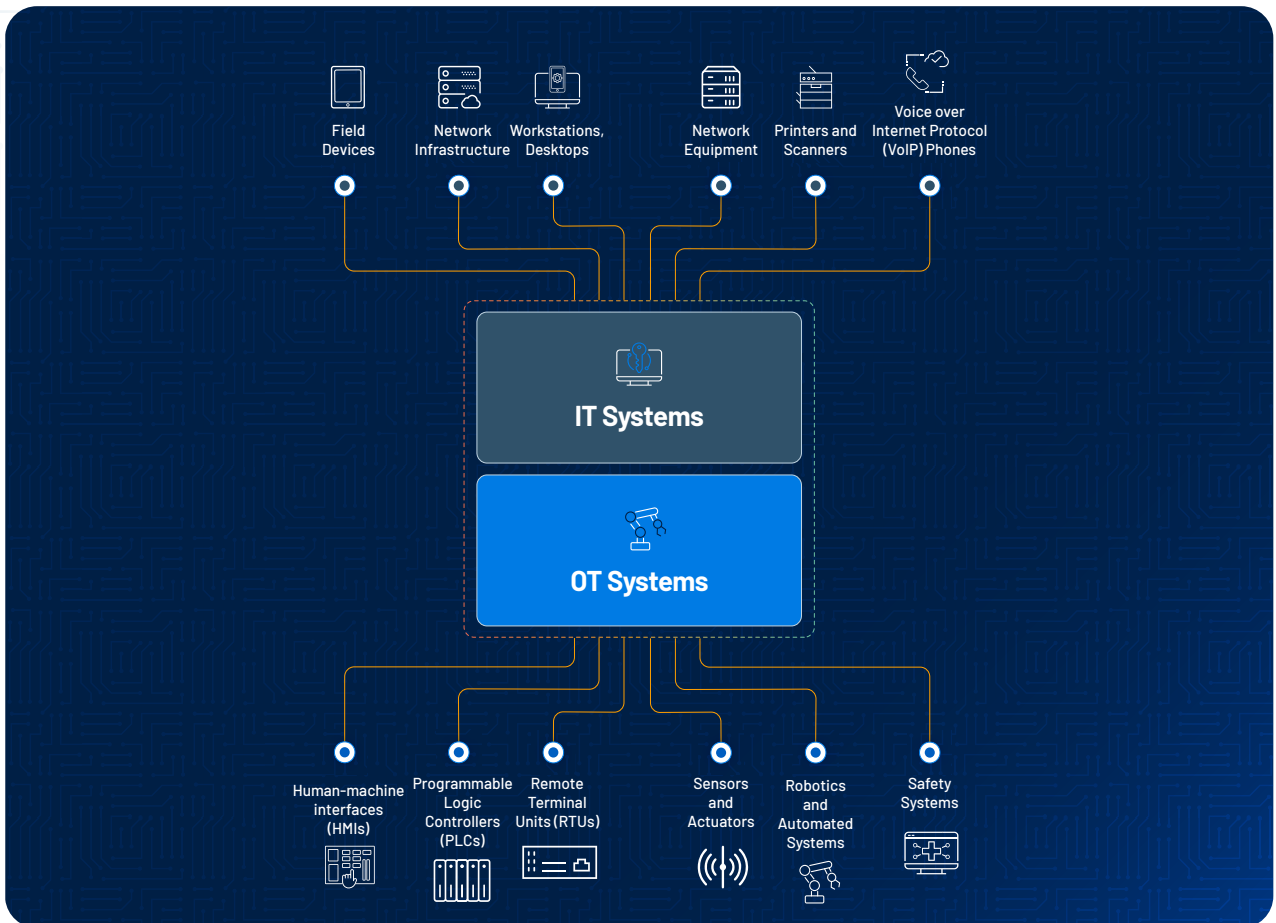 Field
Devices
Network
Infrastructure
Workstations,
Desktops
Network
Equipment
Printers and
Scanners
Voice over
Internet Protocol
(VoIP) Phones
IT Systems
OT Systems
Human-machine
interfaces
(HMIs)
Programmable
Logic
Controllers
(PLCs)
Remote
Terminal
Units (RTUs)
Sensors
and
Actuators
Robotics
and
Automated
Systems
Safety
Systems